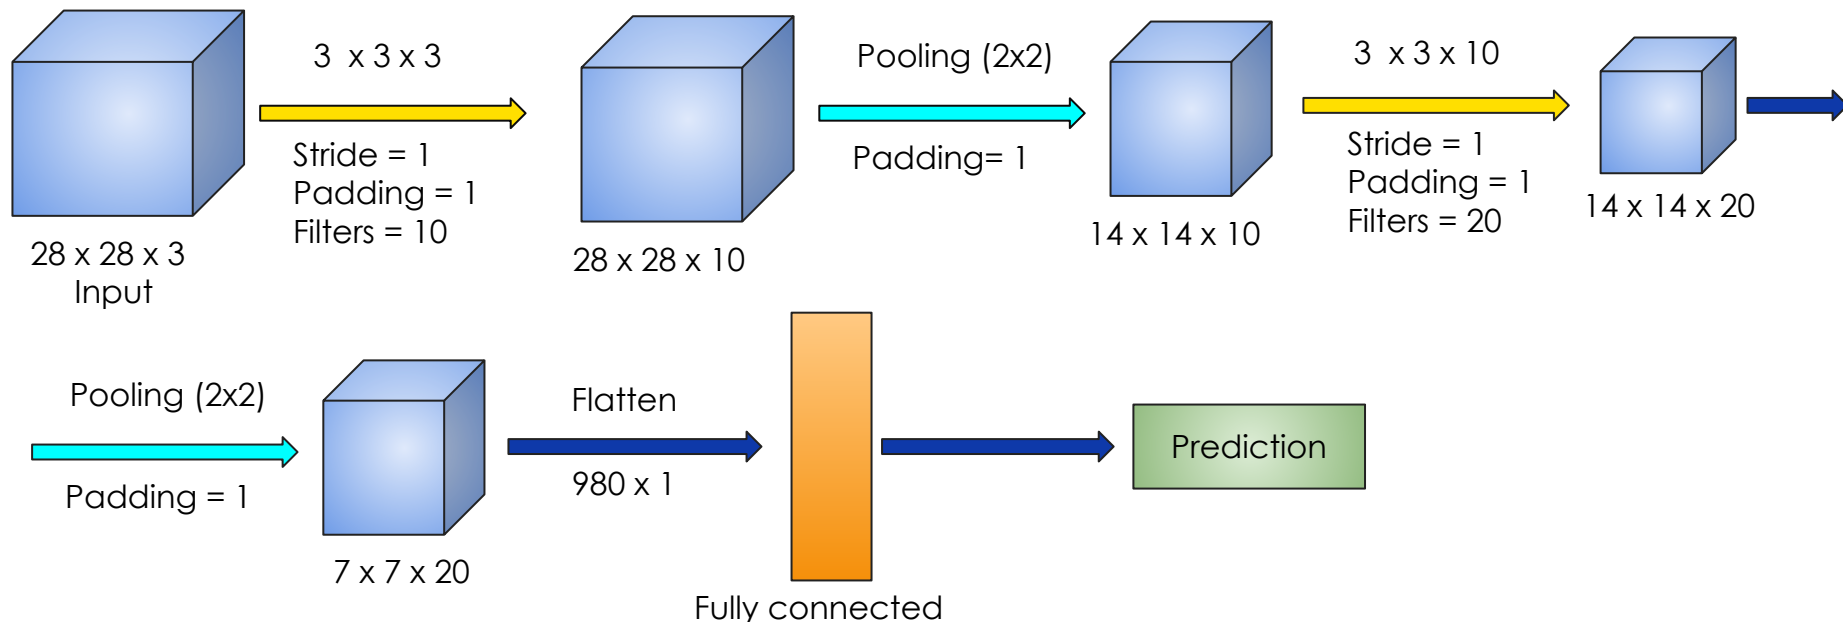 3 x 3 x 3
Stride = 1
Padding = 1
Filters = 10
28 x 28 x 3
Input
28 x 28 x 10
Pooling (2x2)
Padding= 1
14 x 14 x 10
3 x 3 x 10
Stride = 1
Padding = 1
Filters = 20
14 x 14 x 20
Pooling (2x2)
Padding = 1
7 x 7 x 20
Flatten
980 x 1
Fully connected
Prediction